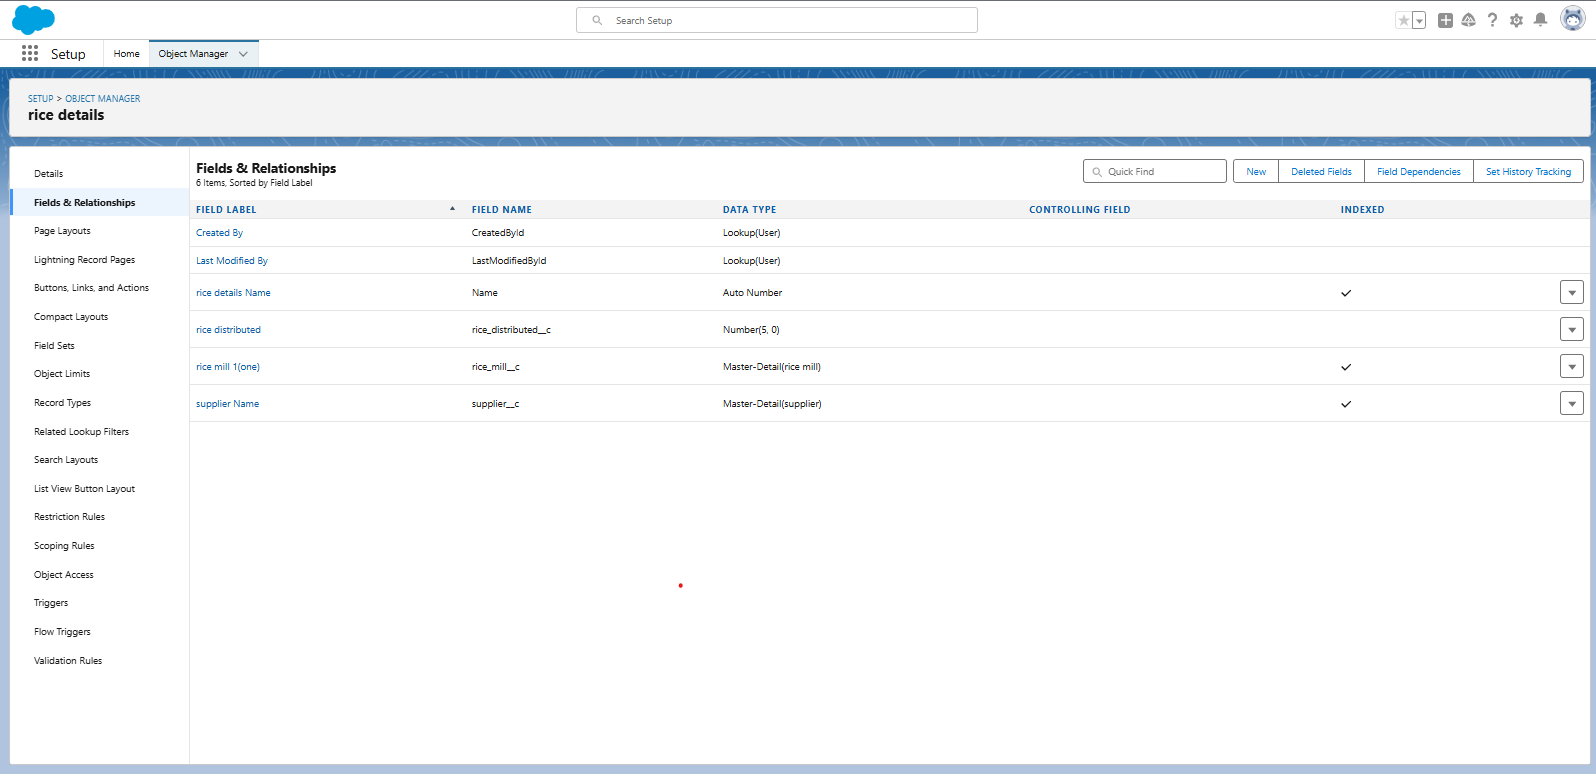 Search Setup
Setup
Home
Object Manager
SETUP > OBJECT MANAGER
rice details
Details
Fields & Relationships
Page Layouts
Lightning Record Pages
Buttons, Links, and Actions
Compact Layouts
Field Sets
Object Limits
Record Types
Related Lookup Filters
Search Layouts
List View Button Layout
Restriction Rules
Scoping Rules
Object Access
Triggers
Flow Triggers
Validation Rules
Fields & Relationships
6 Items, Sorted by Field Label
Quick Find
New
Deleted Fields
Field Dependencies
Set History Tracking
FIELD LABEL FIELD NAME DATA TYPE CONTROLLING FIELD INDEXED
Created By CreatedById Lookup(User)
Last Modified By LastModifiedById Lookup(User)
rice details Name Name Auto Number
rice distributed rice_distributed__c Number(5, 0)
rice mill 1(one) rice_mill__c Master-Detail(rice mill)
supplier Name supplier__c Master-Detail(supplier)